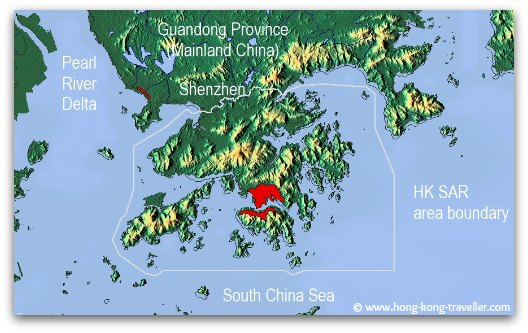 Guandong Province
(Mainland China)
Pearl
River
Delta
Shenzhen
HK SAR
area boundary
South China Sea
© www.hong-kong-traveller.com